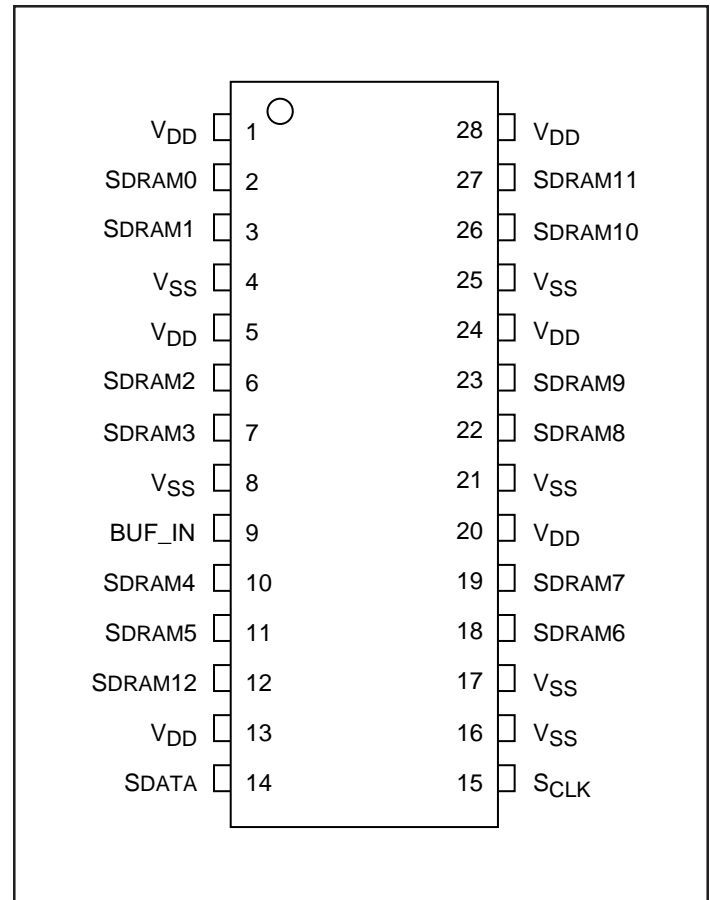 VDD 1 28 VDD
SDRAM0 2 27 SDRAM11
SDRAM1 3 26 SDRAM10
VSS 4 25 VSS
VDD 5 24 VDD
SDRAM2 6 23 SDRAM9
SDRAM3 7 22 SDRAM8
VSS 8 21 VSS
BUF_IN 9 20 VDD
SDRAM4 10 19 SDRAM7
SDRAM5 11 18 SDRAM6
SDRAM12 12 17 VSS
VDD 13 16 VSS
SDATA 14 15 SCLK